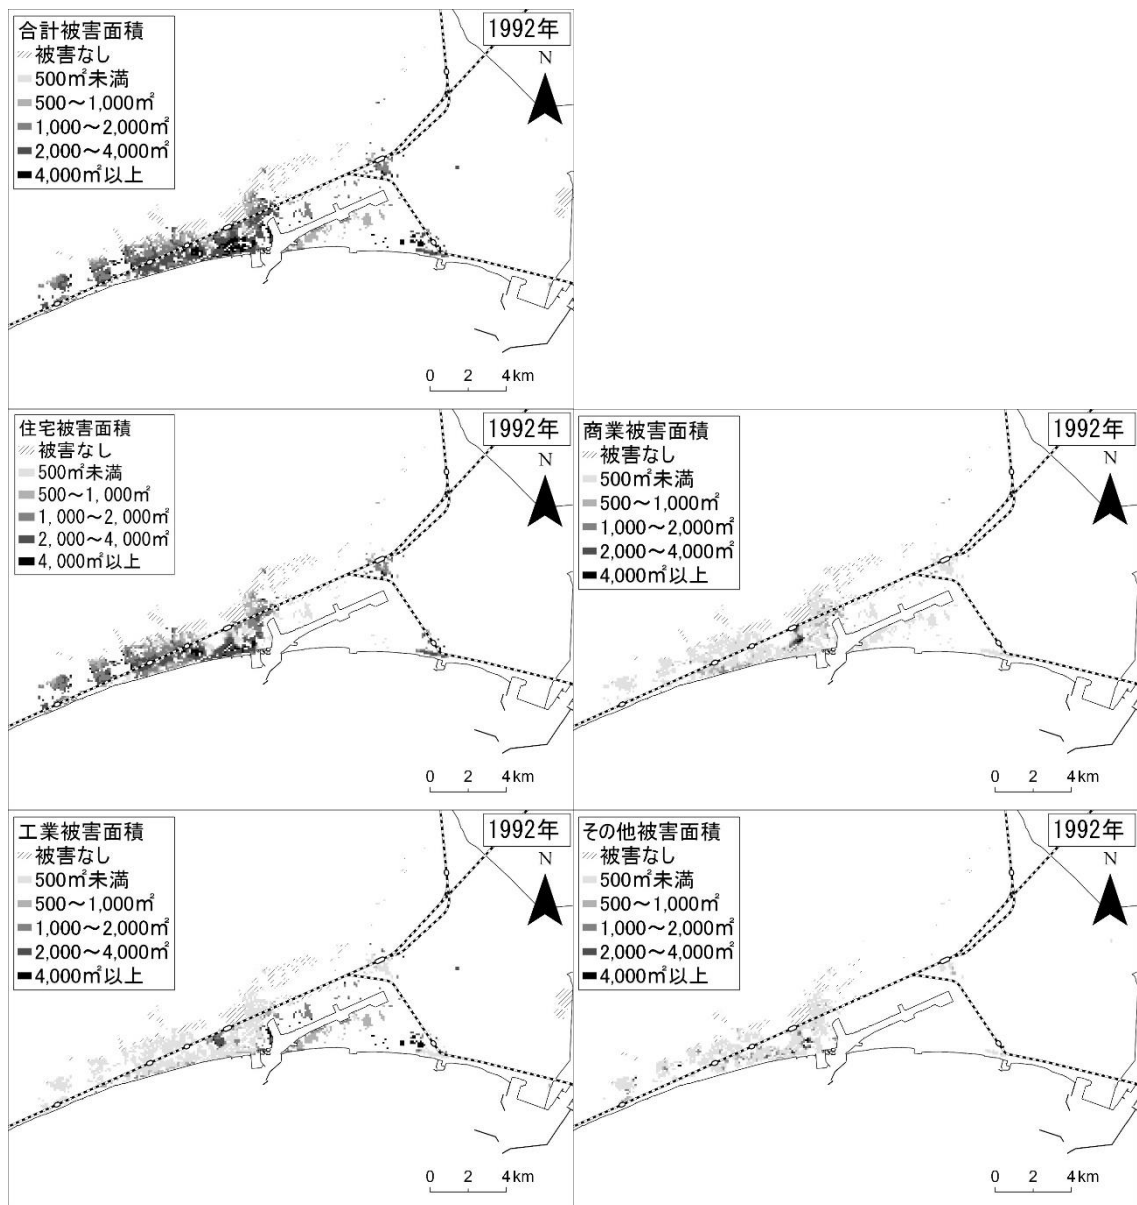 合計被害面積
被害なし
500㎡未満
500～1,000㎡
1,000～2,000㎡
2,000～4,000㎡
4,000㎡以上
1992年
N
0 2 4km
住宅被害面積
被害なし
500㎡未満
500～1,000㎡
1,000～2,000㎡
2,000～4,000㎡
4,000㎡以上
1992年
N
0 2 4km
商業被害面積
被害なし
500㎡未満
500～1,000㎡
1,000～2,000㎡
2,000～4,000㎡
4,000㎡以上
1992年
N
0 2 4km
工業被害面積
被害なし
500㎡未満
500～1,000㎡
1,000～2,000㎡
2,000～4,000㎡
4,000㎡以上
1992年
N
0 2 4km
その他被害面積
被害なし
500㎡未満
500～1,000㎡
1,000～2,000㎡
2,000～4,000㎡
4,000㎡以上
1992年
N
0 2 4km